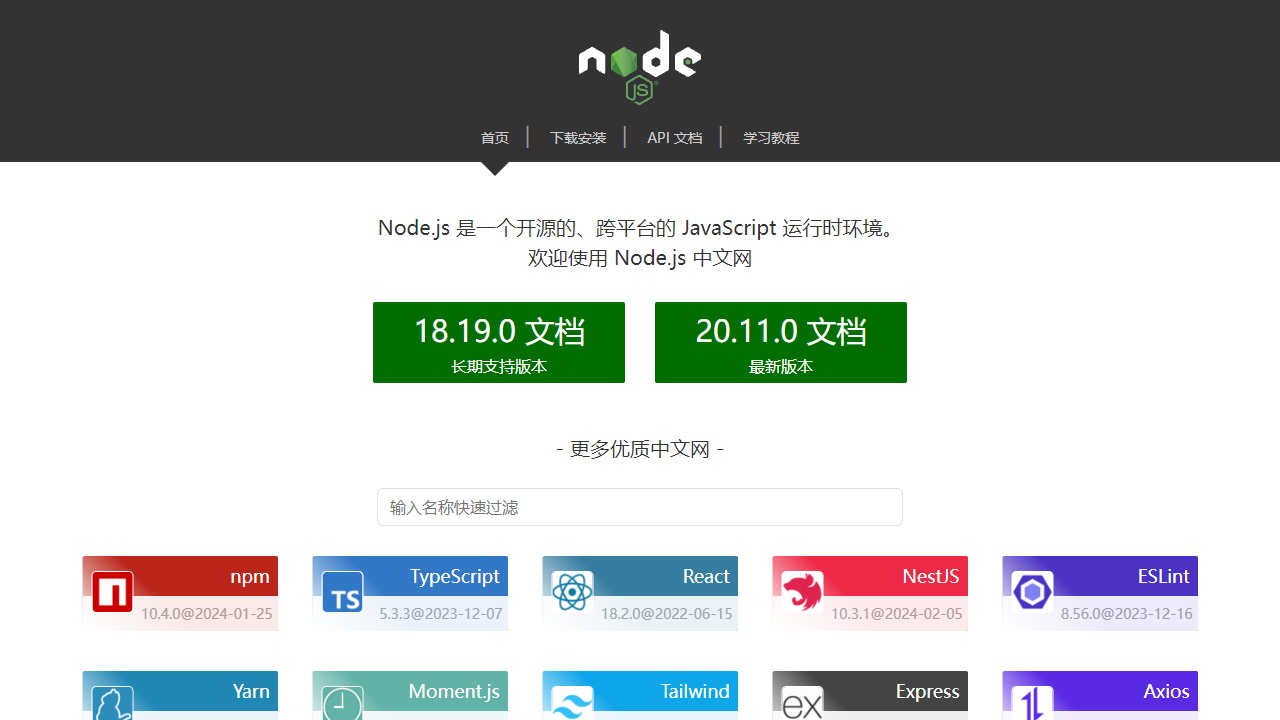 node
JS
首页
下载安装
API 文档
学习教程
Node.js 是一个开源的、跨平台的 JavaScript 运行时环境。
欢迎使用 Node.js 中文网
18.19.0 文档
长期支持版本
20.11.0 文档
最新版本
- 更多优质中文网 -
输入名称快速过滤
npm
10.4.0@2024-01-25
TS
TypeScript
5.3.3@2023-12-07
React
18.2.0@2022-06-15
NestJS
10.3.1@2024-02-05
ESLint
8.56.0@2023-12-16
Yarn
Moment.js
Tailwind
ex
Express
Axios